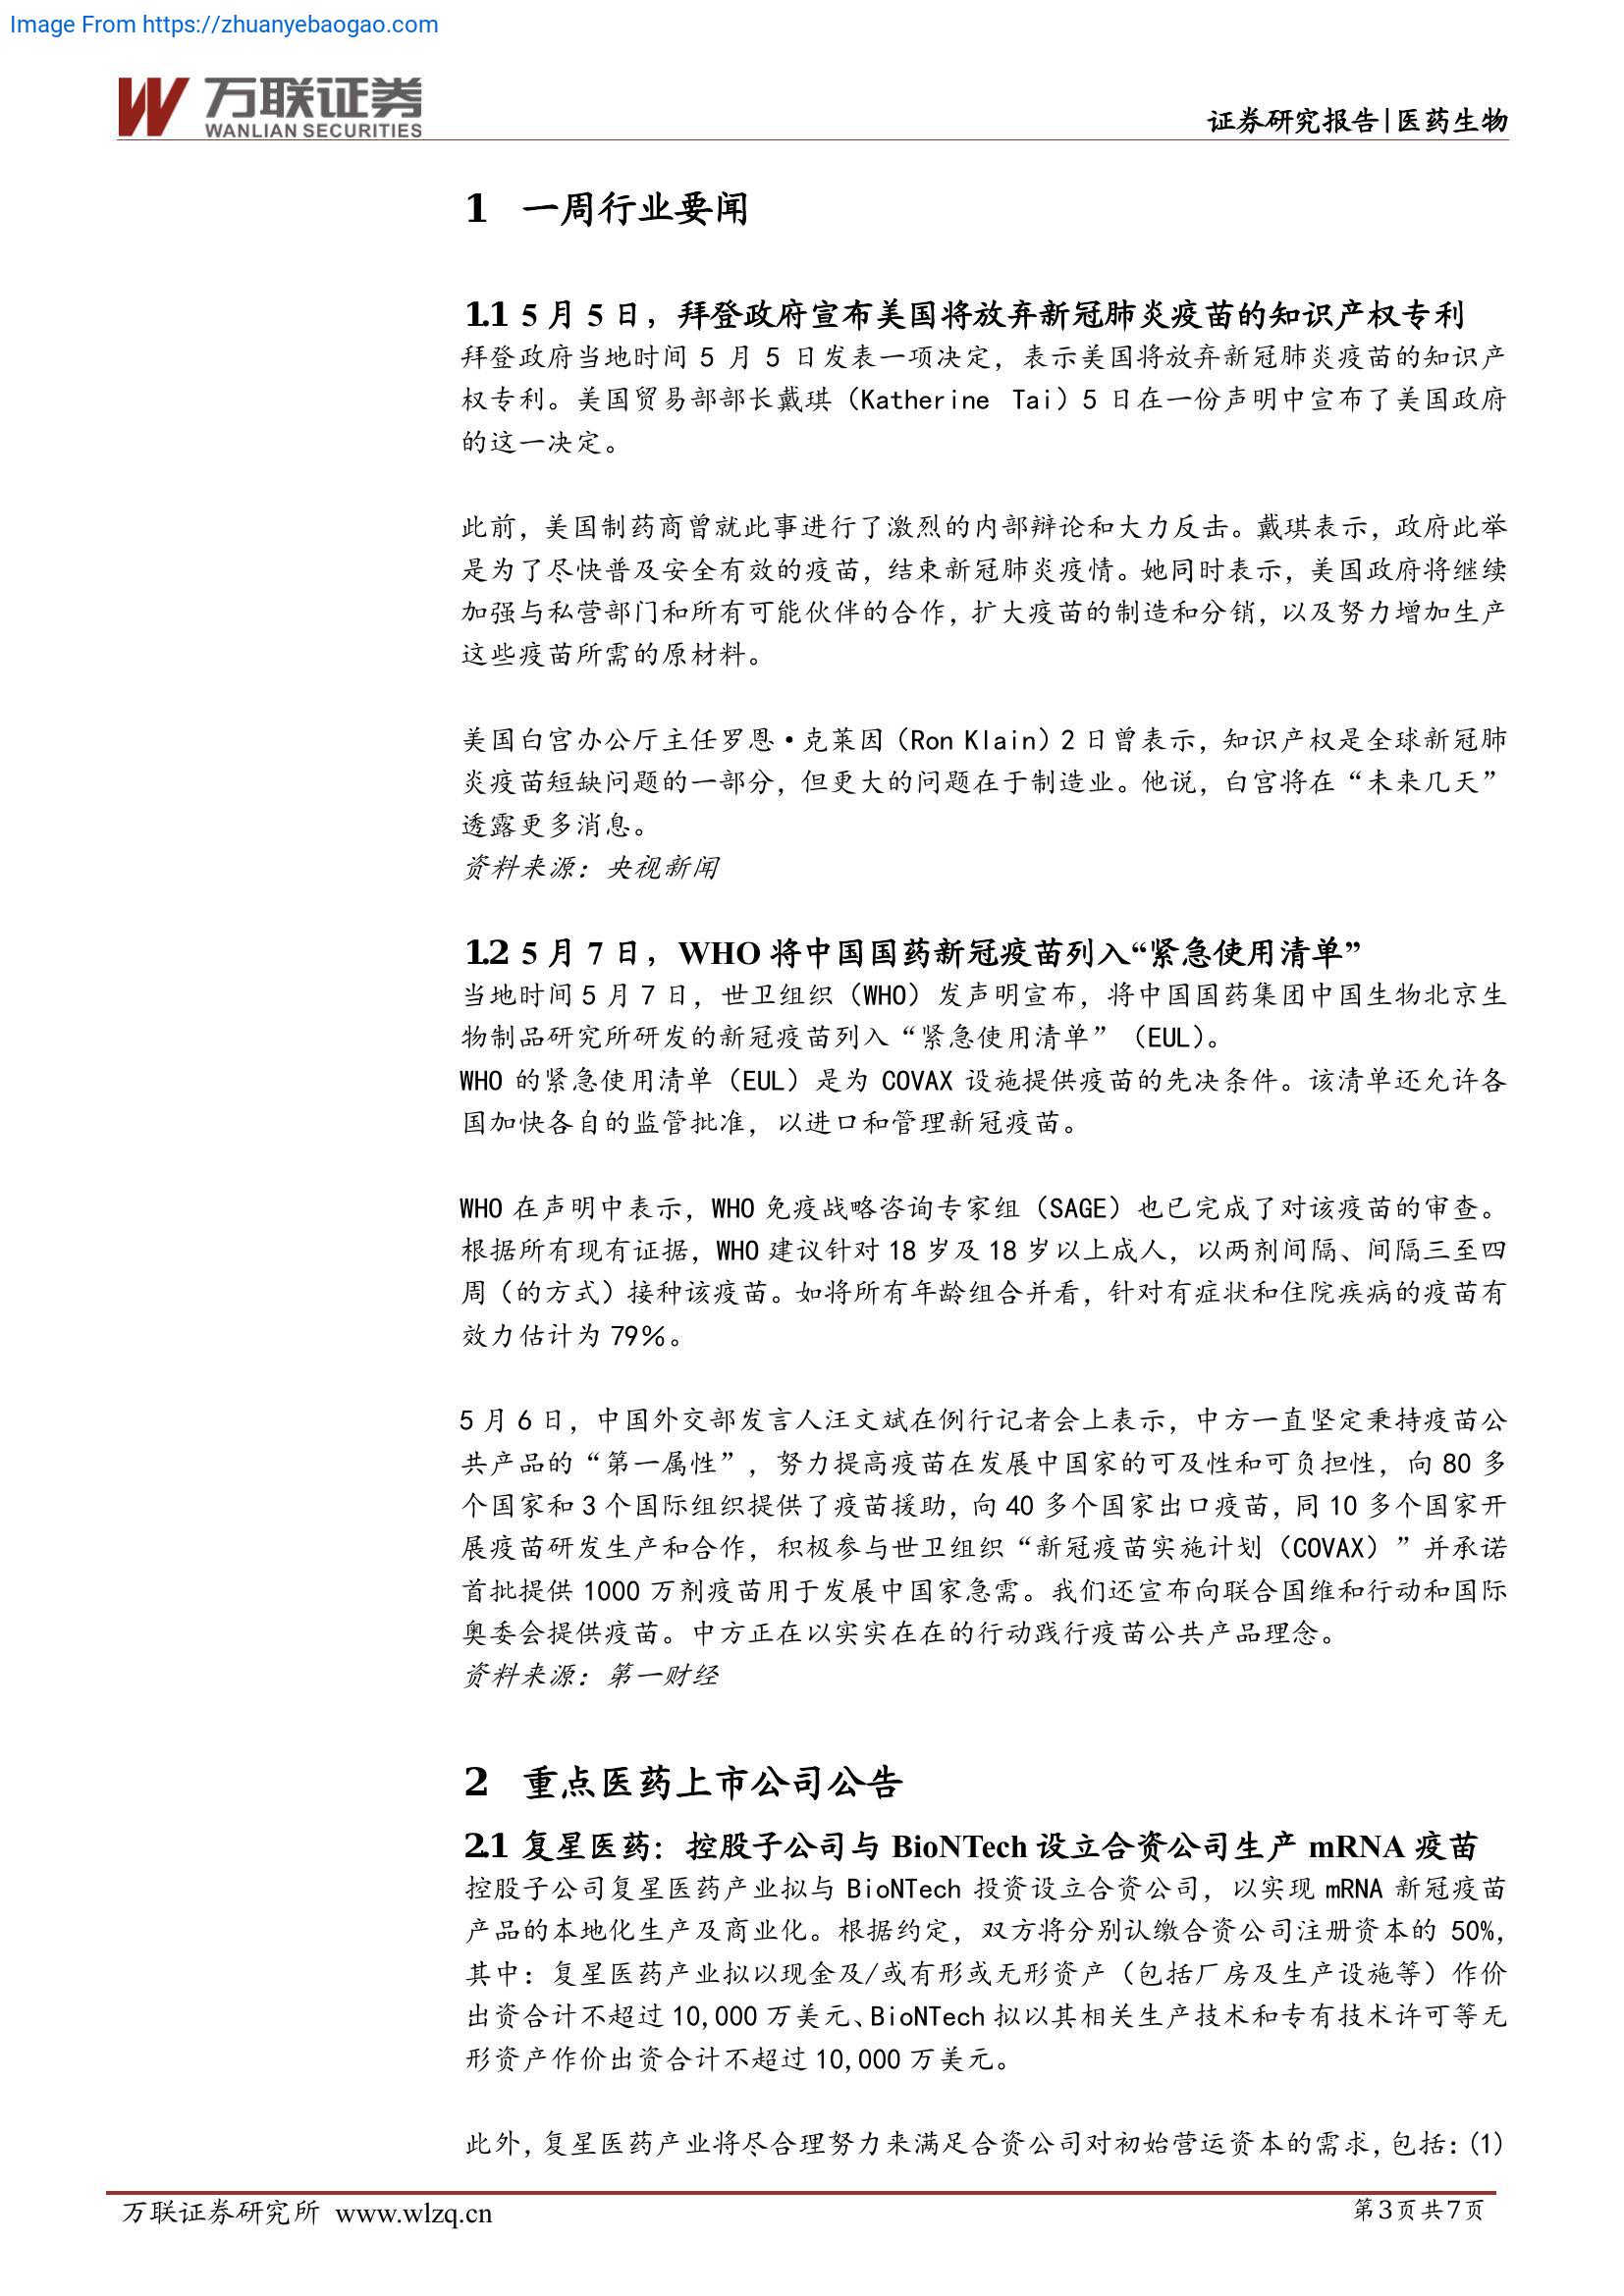 Image From https://zhuanyebaogao.com
万联证券
WANLIAN SECURITIES
证券研究报告|医药生物
1 一周行业要闻
1.1 5 月 5 日，拜登政府宣布美国将放弃新冠肺炎疫苗的知识产权专利
拜登政府当地时间 5 月 5 日发表一项决定，表示美国将放弃新冠肺炎疫苗的知识产
权专利。美国贸易部部长戴琪（Katherine Tai）5 日在一份声明中宣布了美国政府
的这一决定。
此前，美国制药商曾就此事进行了激烈的内部辩论和大力反击。戴琪表示，政府此举
是为了尽快普及安全有效的疫苗，结束新冠肺炎疫情。她同时表示，美国政府将继续
加强与私营部门和所有可能伙伴的合作，扩大疫苗的制造和分销，以及努力增加生产
这些疫苗所需的原材料。
美国白宫办公厅主任罗恩·克莱因（Ron Klain）2 日曾表示，知识产权是全球新冠肺
炎疫苗短缺问题的一部分，但更大的问题在于制造业。他说，白宫将在“未来几天”
透露更多消息。
资料来源：央视新闻
1.2 5 月 7 日，WHO 将中国国药新冠疫苗列入“紧急使用清单”
当地时间 5 月 7 日，世卫组织（WHO）发声明宣布，将中国国药集团中国生物北京生
物制品研究所研发的新冠疫苗列入“紧急使用清单”（EUL）。
WHO 的紧急使用清单（EUL）是为 COVAX 设施提供疫苗的先决条件。该清单还允许各
国加快各自的监管批准，以进口和管理新冠疫苗。
WHO 在声明中表示，WHO 免疫战略咨询专家组（SAGE）也已完成了对该疫苗的审查。
根据所有现有证据，WHO 建议针对 18 岁及 18 岁以上成人，以两剂间隔、间隔三至四
周（的方式）接种该疫苗。如将所有年龄组合并看，针对有症状和住院疾病的疫苗有
效力估计为 79%。
5 月 6 日，中国外交部发言人汪文斌在例行记者会上表示，中方一直坚定秉持疫苗公
共产品的“第一属性”，努力提高疫苗在发展中国家的可及性和可负担性，向 80 多
个国家和 3 个国际组织提供了疫苗援助，向 40 多个国家出口疫苗，同 10 多个国家开
展疫苗研发生产和合作，积极参与世卫组织“新冠疫苗实施计划（COVAX）”并承诺
首批提供 1000 万剂疫苗用于发展中国家急需。我们还宣布向联合国维和行动和国际
奥委会提供疫苗。中方正在以实实在在的行动践行疫苗公共产品理念。
资料来源：第一财经
2 重点医药上市公司公告
2.1 复星医药：控股子公司与 BioNTech 设立合资公司生产 mRNA 疫苗
控股子公司复星医药产业拟与 BioNTech 投资设立合资公司，以实现 mRNA 新冠疫苗
产品的本地化生产及商业化。根据约定，双方将分别认缴合资公司注册资本的 50%，
其中：复星医药产业拟以现金及/或有形或无形资产（包括厂房及生产设施等）作价
出资合计不超过 10,000 万美元、BioNTech 拟以其相关生产技术和专有技术许可等无
形资产作价出资合计不超过 10,000 万美元。
此外，复星医药产业将尽合理努力来满足合资公司对初始营运资本的需求，包括：(1)
万联证券研究所 www.wlzq.cn
第3页共7页